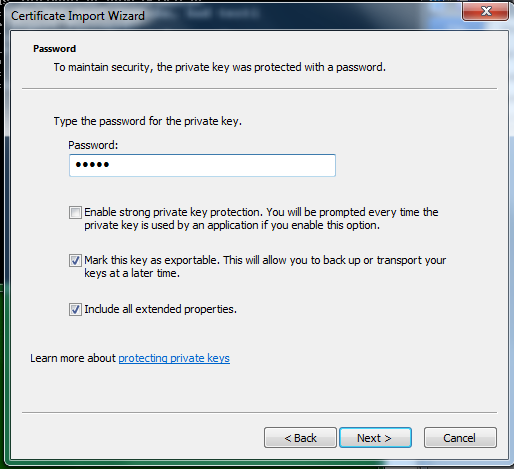 Certificate Import Wizard
Password
To maintain security, the private key was protected with a password.
Type the password for the private key.
Password:
•••••
Enable strong private key protection. You will be prompted every time the
private key is used by an application if you enable this option.
Mark this key as exportable. This will allow you to back up or transport your
keys at a later time.
Include all extended properties.
Learn more about protecting private keys
< Back
Next >
Cancel